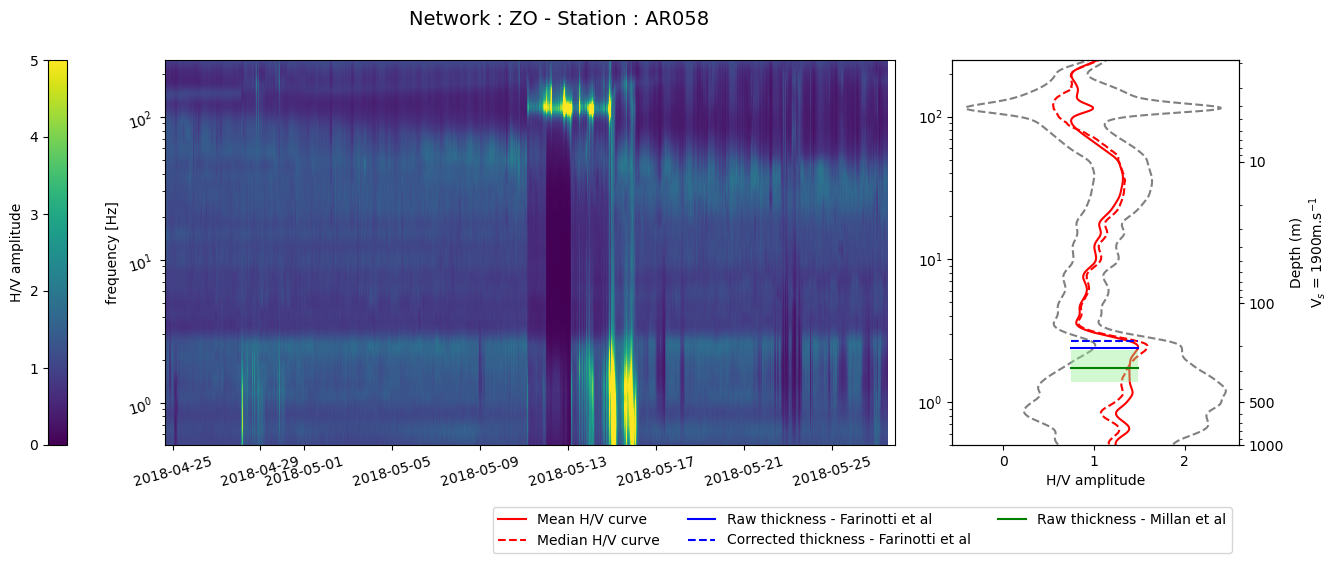 Network : ZO - Station : AR058
5
4
3
2
1
0
H/V amplitude
10²
10¹
10⁰
frequency [Hz]
2018-04-25
2018-04-29
2018-05-01
2018-05-05
2018-05-09
2018-05-13
2018-05-17
2018-05-21
2018-05-25
10²
10¹
10⁰
0
1
2
H/V amplitude
10
100
500
1000
Depth (m)
Vₛ = 1900m.s⁻¹
Mean H/V curve
Median H/V curve
Raw thickness - Farinotti et al
Corrected thickness - Farinotti et al
Raw thickness - Millan et al